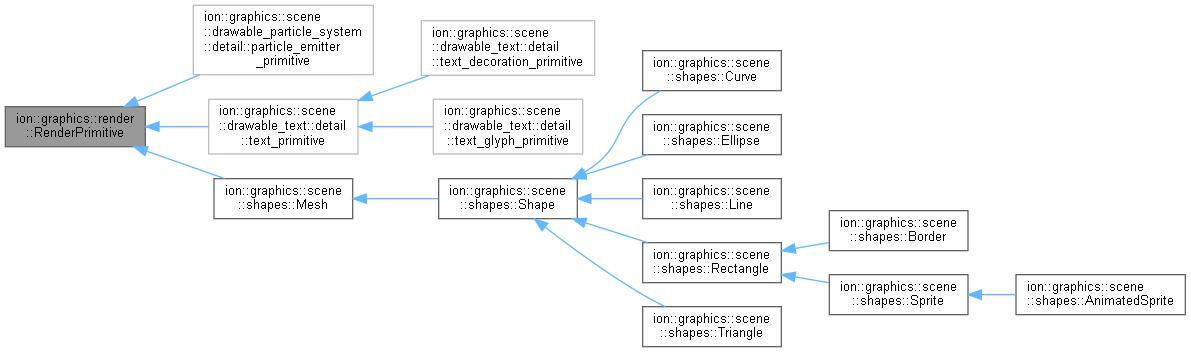 ion::graphics::render
::RenderPrimitive
ion::graphics::scene
::drawable_particle_system
::detail::particle_emitter
_primitive
ion::graphics::scene
::drawable_text::detail
::text_primitive
ion::graphics::scene
::shapes::Mesh
ion::graphics::scene
::drawable_text::detail
::text_decoration_primitive
ion::graphics::scene
::drawable_text::detail
::text_glyph_primitive
ion::graphics::scene
::shapes::Shape
ion::graphics::scene
::shapes::Curve
ion::graphics::scene
::shapes::Ellipse
ion::graphics::scene
::shapes::Line
ion::graphics::scene
::shapes::Rectangle
ion::graphics::scene
::shapes::Triangle
ion::graphics::scene
::shapes::Border
ion::graphics::scene
::shapes::Sprite
ion::graphics::scene
::shapes::AnimatedSprite